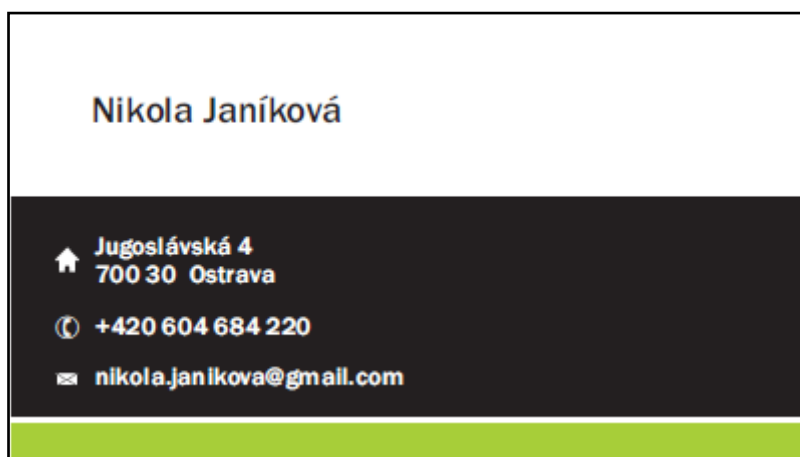 Nikola Janíková
Jugoslávská 4
700 30 Ostrava
+420 604 684 220
nikola.janikova@gmail.com